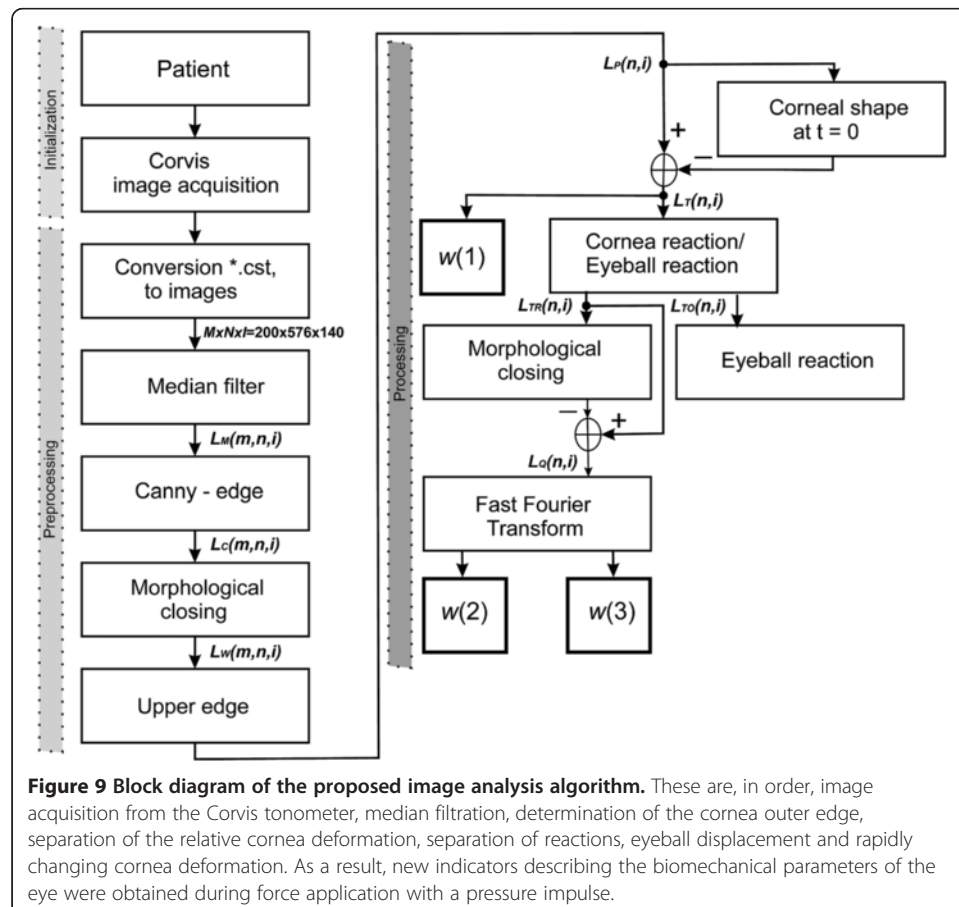 Initialization
Patient
Corvis
image acquisition
Preprocessing
Conversion *.cst,
to images
MxNxI=200x576x140
Median filter
LM(m,n,i)
Canny - edge
LC(m,n,i)
Morphological
closing
LW(m,n,i)
Upper edge
Processing
LP(n,i)
Corneal shape
at t = 0
+
−
LT(n,i)
w(1)
Cornea reaction/
Eyeball reaction
LTR(n,i)
LTO(n,i)
Morphological
closing
Eyeball reaction
−
+
LQ(n,i)
Fast Fourier
Transform
w(2)
w(3)
Figure 9 Block diagram of the proposed image analysis algorithm. These are, in order, image
acquisition from the Corvis tonometer, median filtration, determination of the cornea outer edge,
separation of the relative cornea deformation, separation of reactions, eyeball displacement and rapidly
changing cornea deformation. As a result, new indicators describing the biomechanical parameters of the
eye were obtained during force application with a pressure impulse.